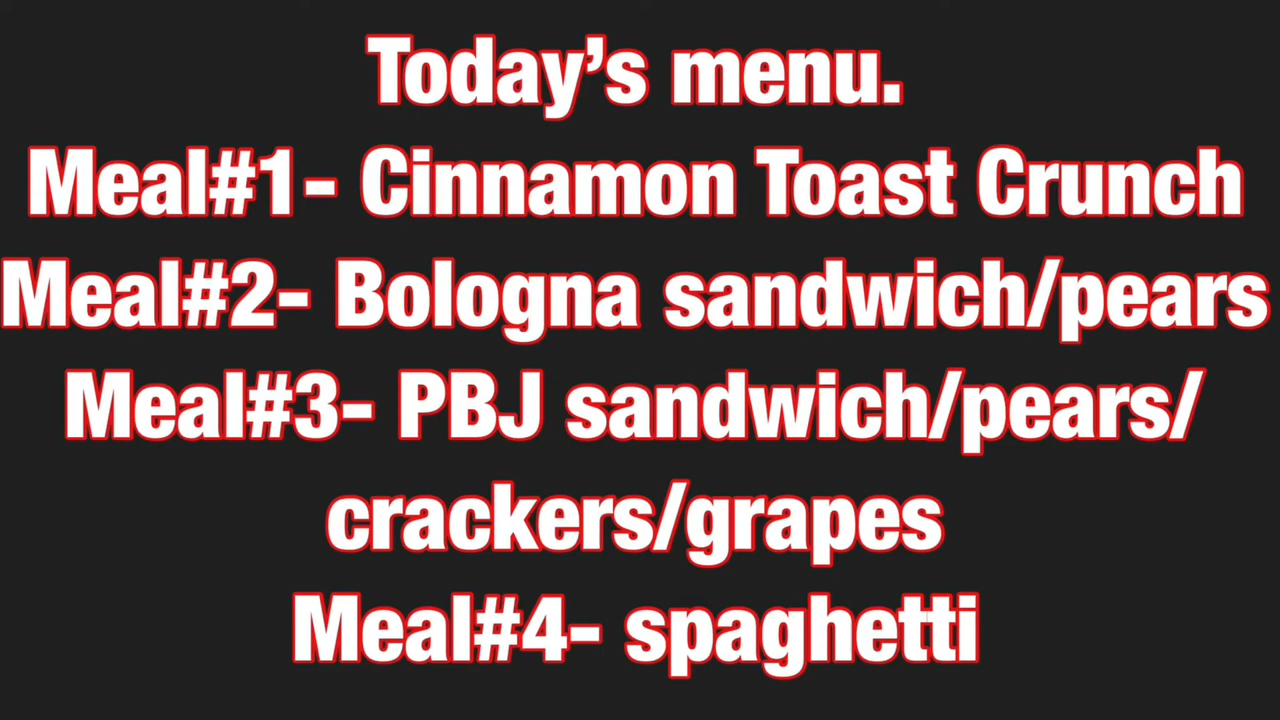 Today’s menu.
Meal#1- Cinnamon Toast Crunch
Meal#2- Bologna sandwich/pears
Meal#3- PBJ sandwich/pears/
crackers/grapes
Meal#4- spaghetti